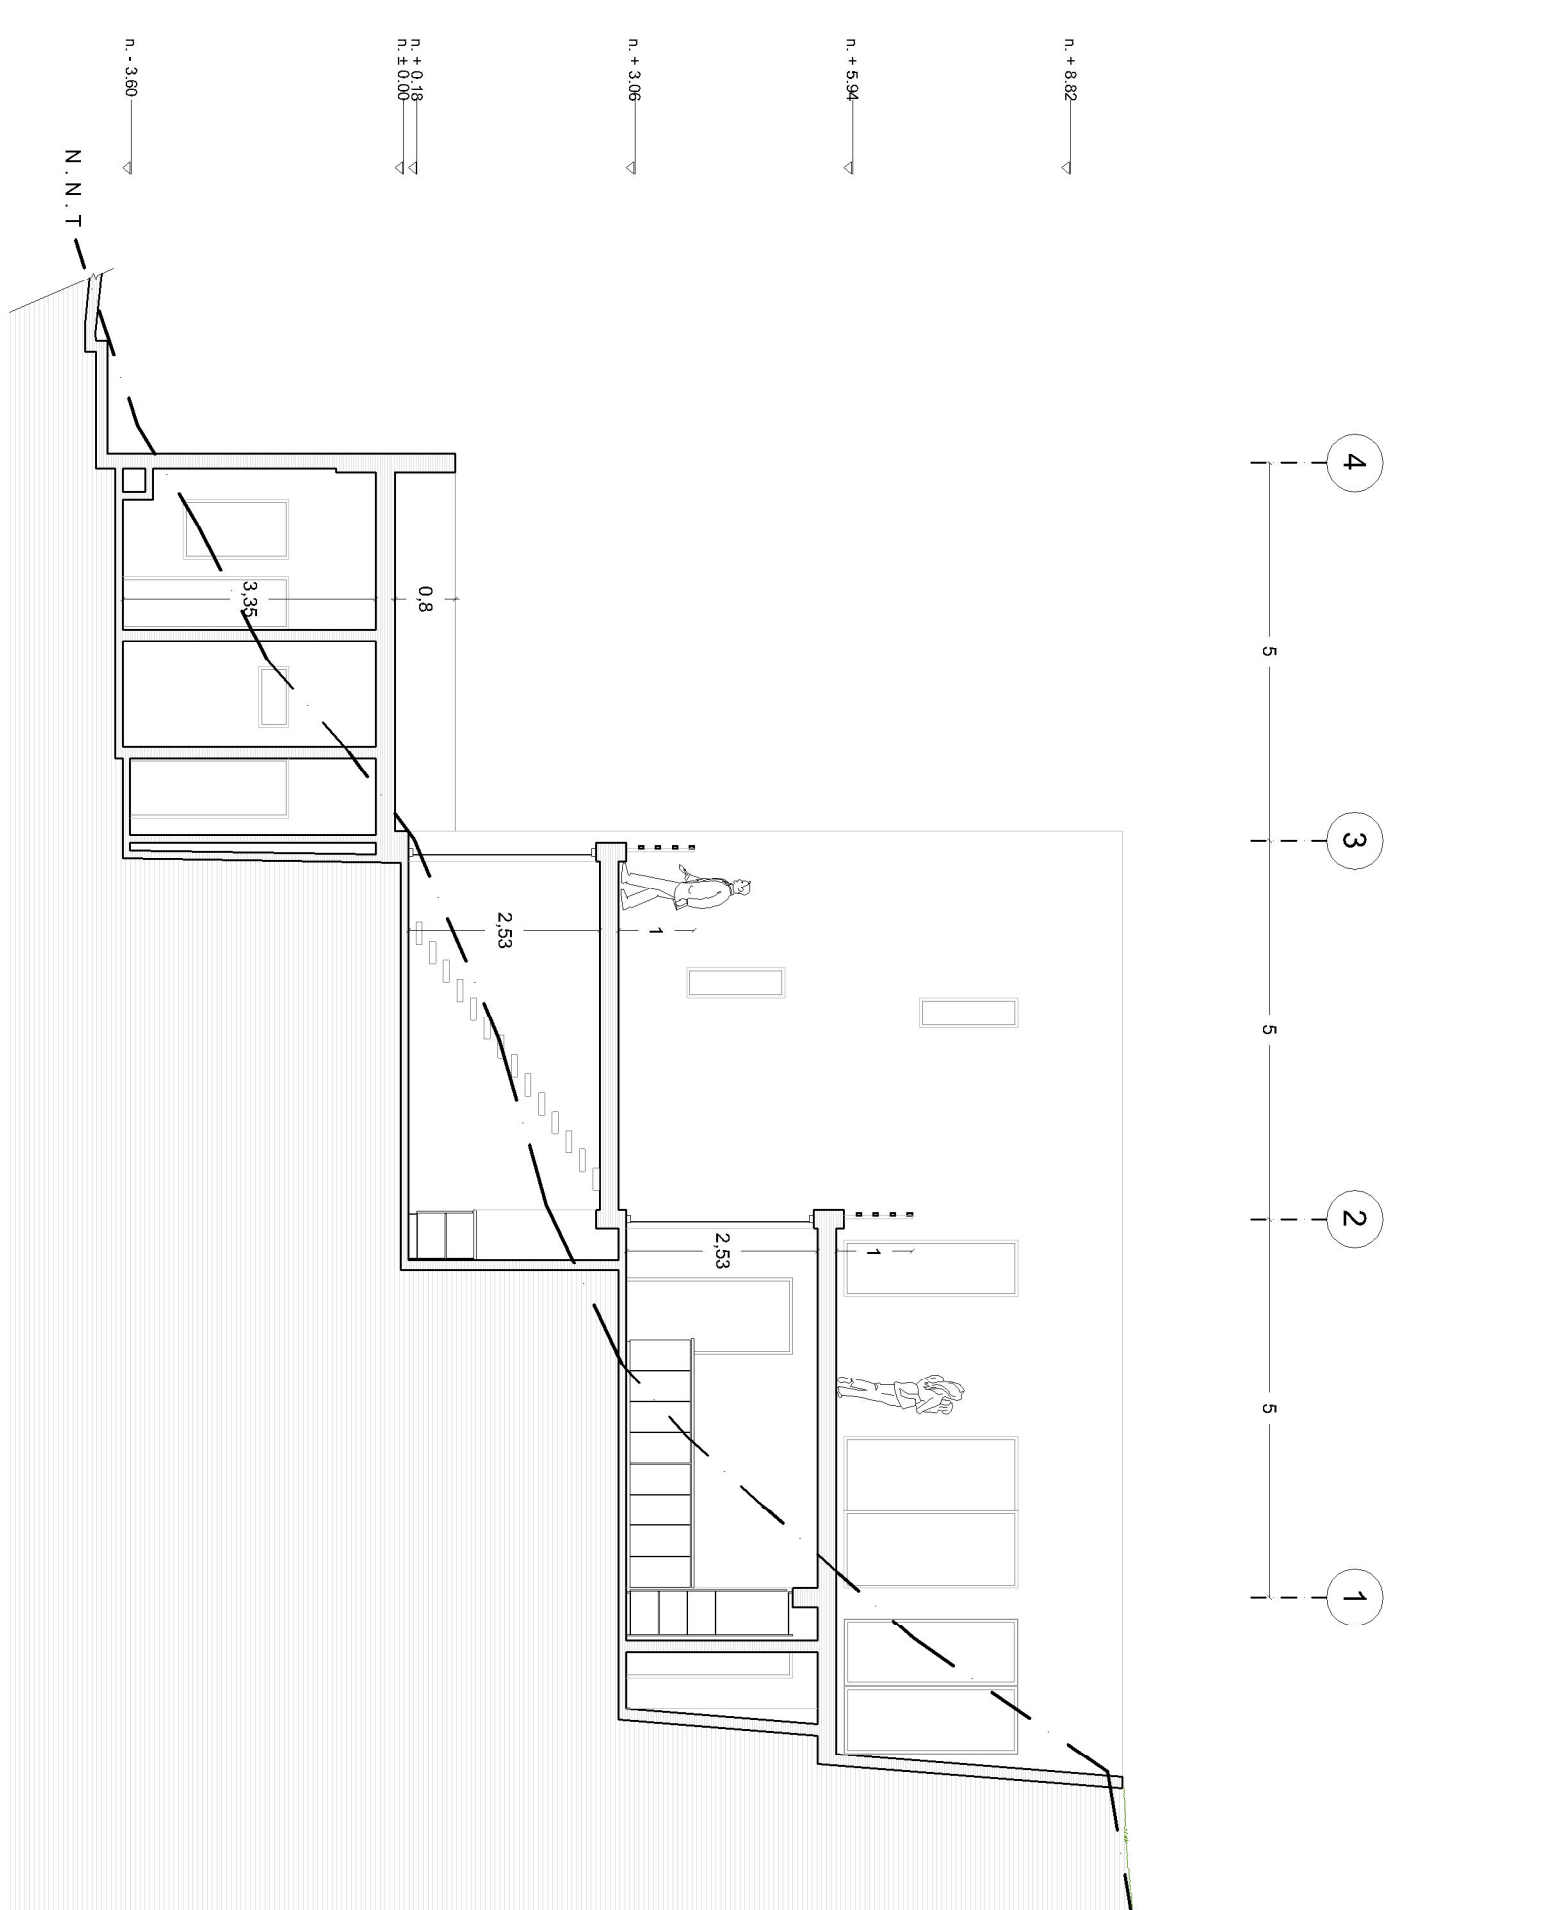 n. + 8.82
n. + 5.94
n. + 3.06
n. + 0.18
n. ± 0.00
n. - 3.60
N . N . T
4
3
2
1
5
5
5
3,35
0,8
2,53
1
2,53
1